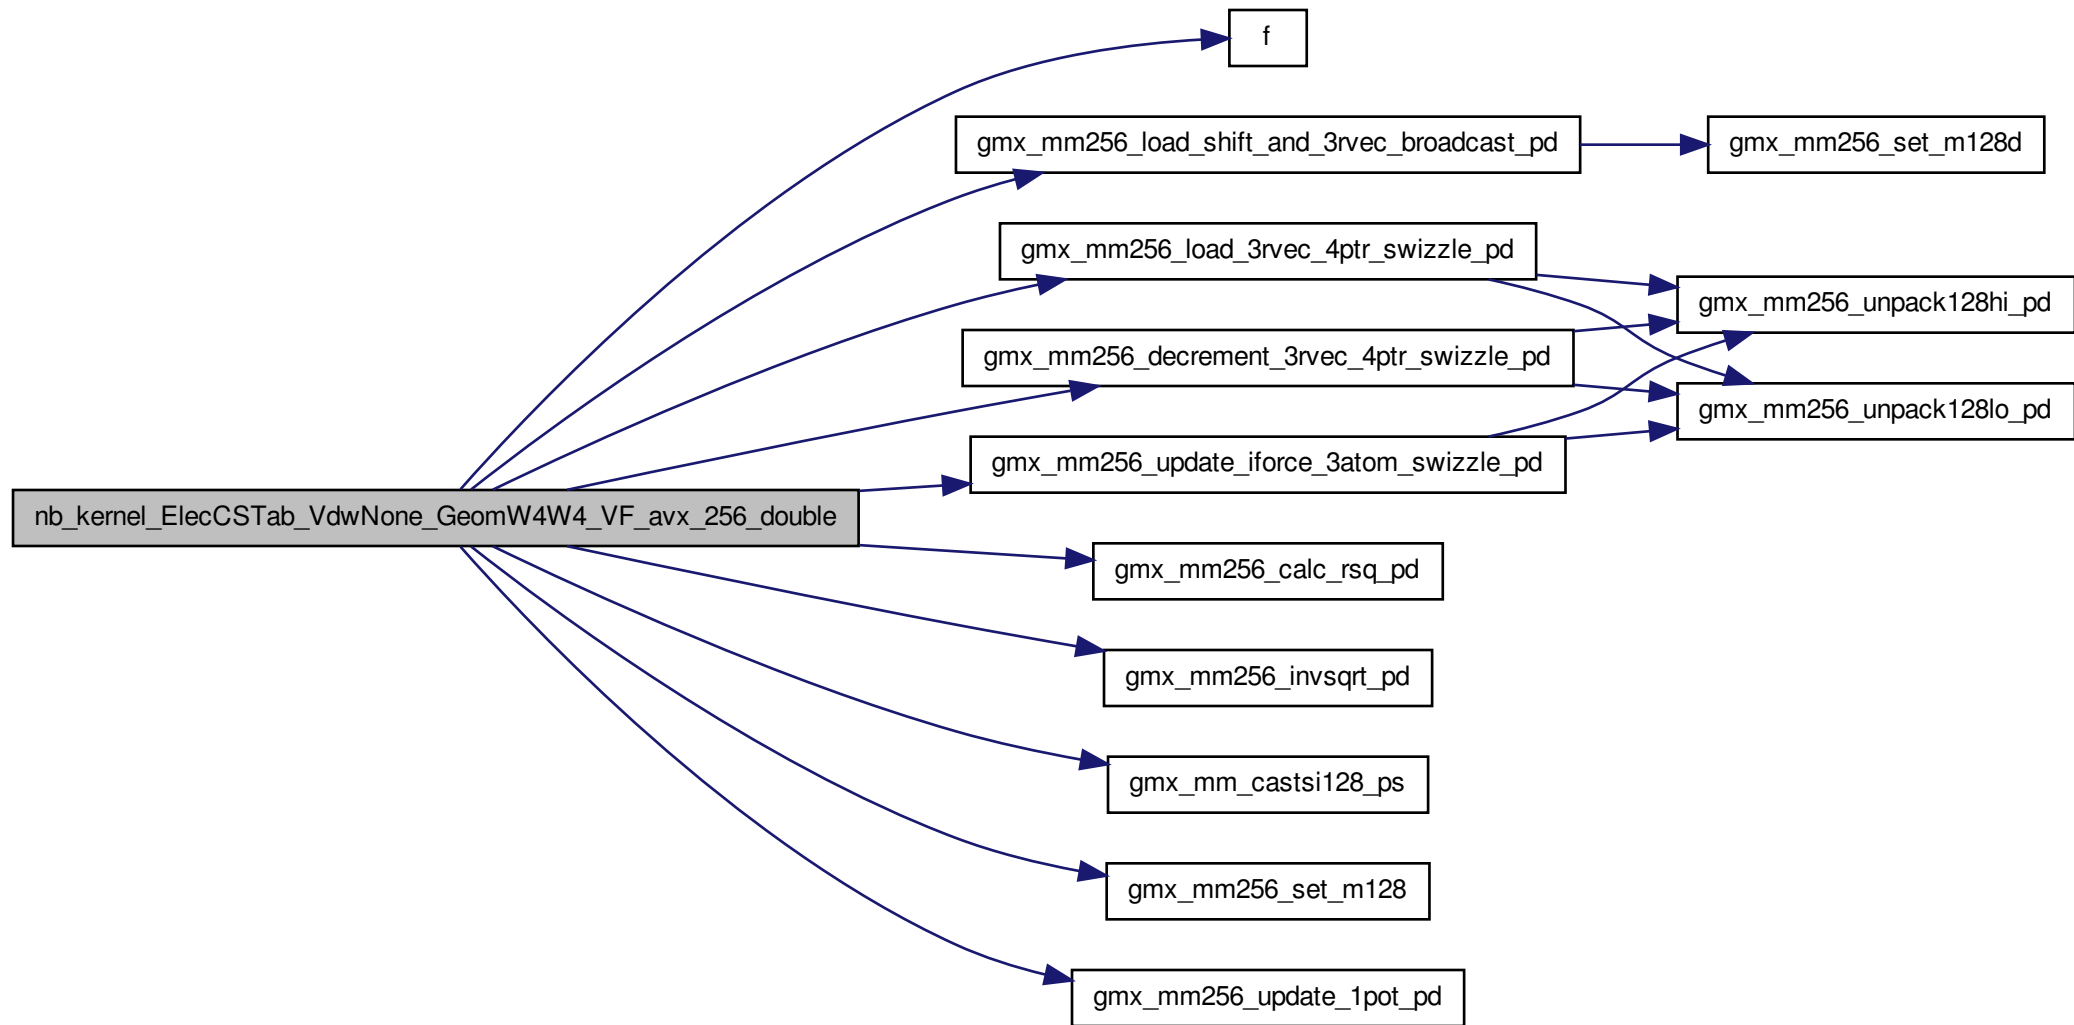 f
gmx_mm256_load_shift_and_3rvec_broadcast_pd
gmx_mm256_set_m128d
gmx_mm256_load_3rvec_4ptr_swizzle_pd
gmx_mm256_unpack128hi_pd
gmx_mm256_decrement_3rvec_4ptr_swizzle_pd
gmx_mm256_unpack128lo_pd
gmx_mm256_update_iforce_3atom_swizzle_pd
nb_kernel_ElecCSTab_VdwNone_GeomW4W4_VF_avx_256_double
gmx_mm256_calc_rsq_pd
gmx_mm256_invsqrt_pd
gmx_mm_castsi128_ps
gmx_mm256_set_m128
gmx_mm256_update_1pot_pd